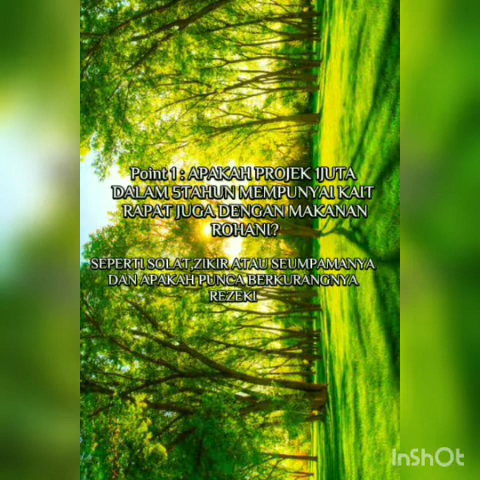 Point 1 : APAKAH PROJEK 1JUTA
DALAM 5TAHUN MEMPUNYAI KAIT
RAPAT JUGA DENGAN MAKANAN
ROHANI?
SEPERTI SOLAT,ZIKIR ATAU SEUMPAMANYA
DAN APAKAH PUNCA BERKURANGNYA
REZEKI
InShOt